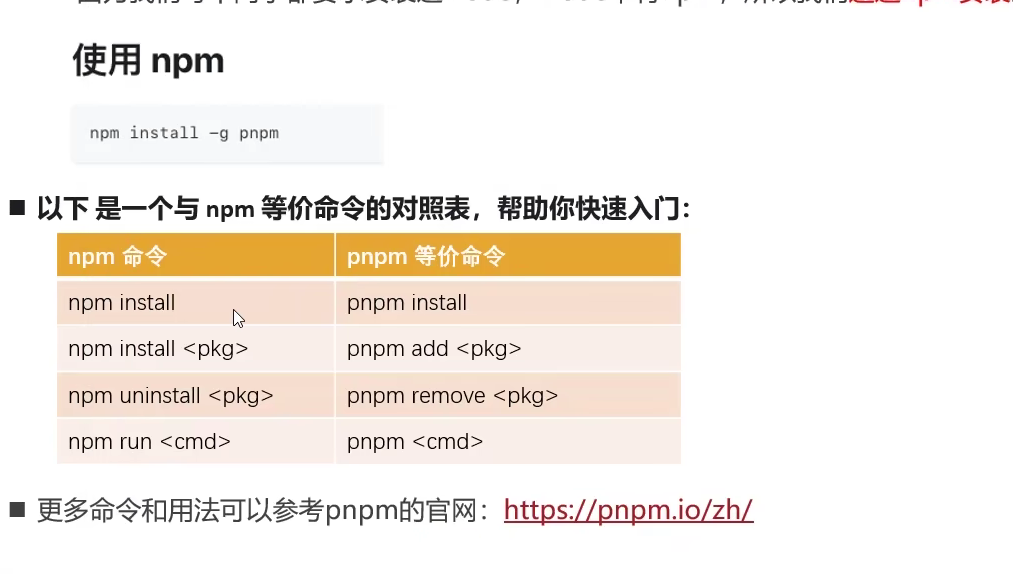 使用 npm
npm install -g pnpm
以下 是一个与 npm 等价命令的对照表，帮助你快速入门：
npm 命令 pnpm 等价命令
npm install pnpm install
npm install <pkg> pnpm add <pkg>
npm uninstall <pkg> pnpm remove <pkg>
npm run <cmd> pnpm <cmd>
更多命令和用法可以参考pnpm的官网：https://pnpm.io/zh/